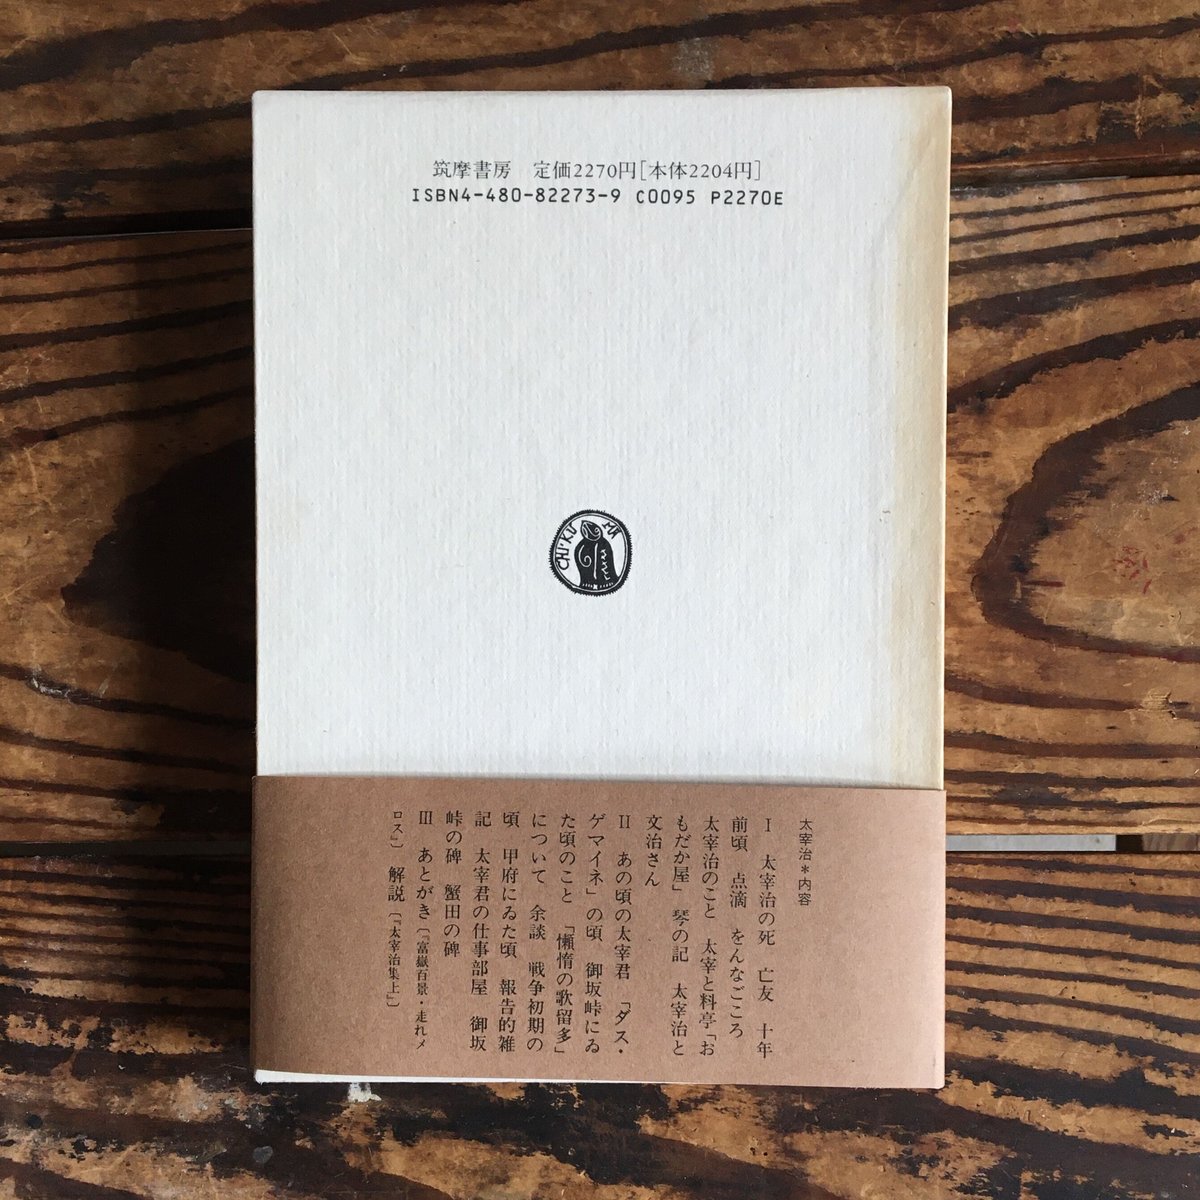 筑摩書房　定価2270円[本体2204円]
ISBN4-480-82273-9 C0095 P2270E
CHI・KU
MA
太宰治＊内容
Ⅰ　太宰治の死　亡友　十年
前頃　点滴　をんなごころ
太宰治のこと　太宰と料亭「お
もだか屋」　琴の記　太宰治と
文治さん
Ⅱ　あの頃の太宰君　「ダス・
ゲマイネ」の頃　御坂峠にゐ
た頃のこと　「懶惰の歌留多」
について　余談　戦争初期の
頃　甲府にゐた頃　報告的雑
記　太宰君の仕事部屋　御坂
峠の碑　蟹田の碑
Ⅲ　あとがき〔『富嶽百景・走れメ
ロス』〕　解説〔『太宰治集上』〕